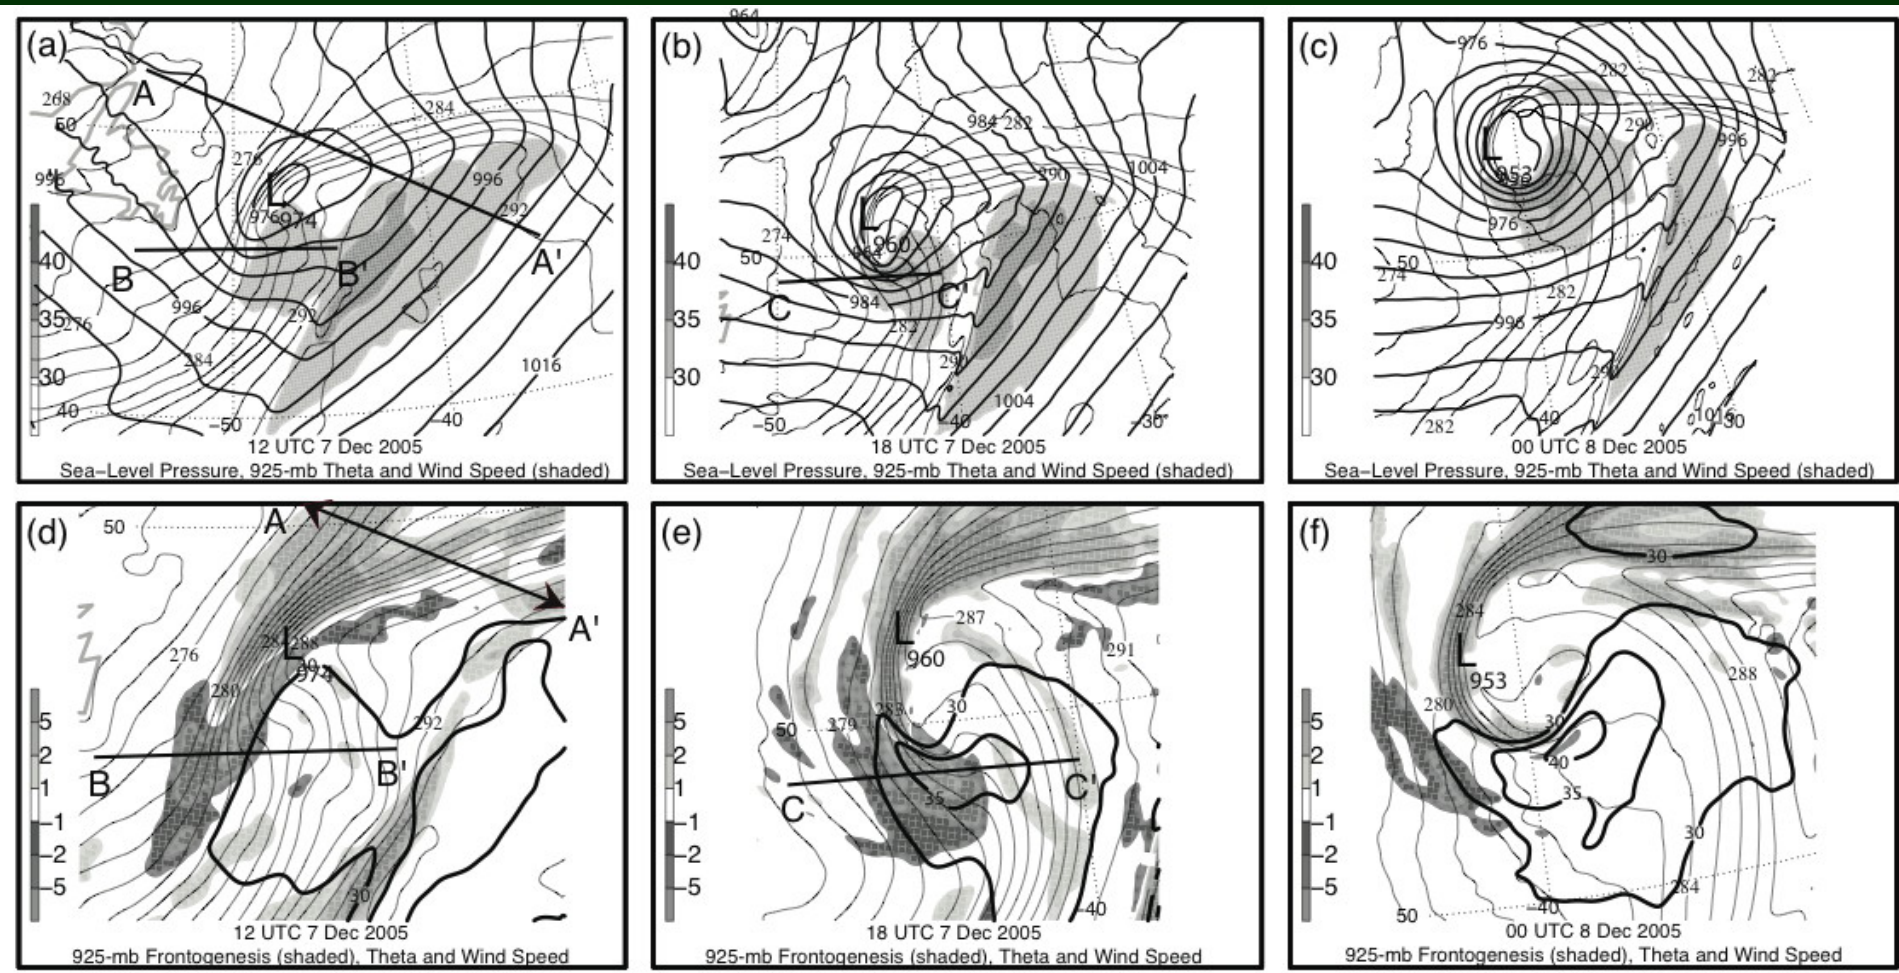 (a)
A
268
50
284
276
996
L
976
974
996
292
A'
B
B'
40
35
276
996
292
284
30
1016
40
-50
-40
12 UTC 7 Dec 2005
Sea-Level Pressure, 925-mb Theta and Wind Speed (shaded)
(b)
964
984
282
290
1004
L
960
964
274
50
C
C'
984
282
40
35
30
1004
-50
-40
-30
18 UTC 7 Dec 2005
Sea-Level Pressure, 925-mb Theta and Wind Speed (shaded)
(c)
976
282
282
290
996
L
953
976
50
274
282
996
40
35
30
282
-40
1016
-30
00 UTC 8 Dec 2005
Sea-Level Pressure, 925-mb Theta and Wind Speed (shaded)
(d)
50
A
A'
276
L
288
974
280
292
B
B'
30
5
2
1
-1
-2
-5
12 UTC 7 Dec 2005
925-mb Frontogenesis (shaded), Theta and Wind Speed
(e)
287
L
960
291
50
279
283
30
35
C
C'
5
2
1
-1
-2
-5
-40
18 UTC 7 Dec 2005
925-mb Frontogenesis (shaded), Theta and Wind Speed
(f)
30
284
L
953
288
280
30
40
35
30
284
5
2
1
-1
-2
-5
50
-40
00 UTC 8 Dec 2005
925-mb Frontogenesis (shaded), Theta and Wind Speed